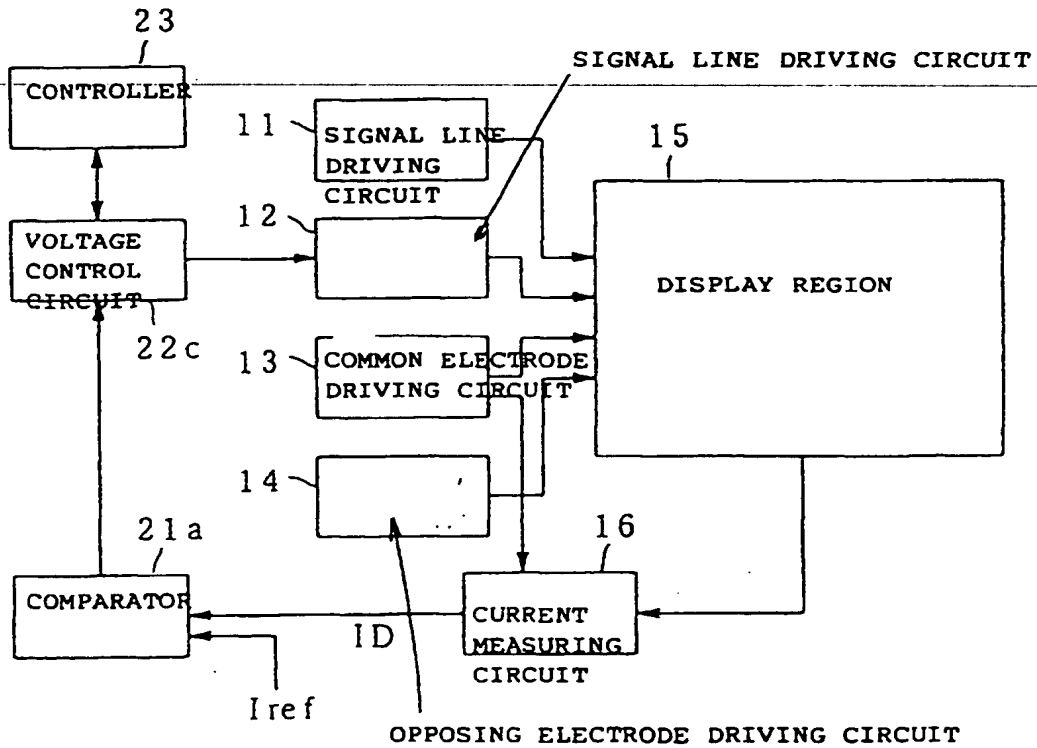 23
SIGNAL LINE DRIVING CIRCUIT
CONTROLLER
11
SIGNAL LINE
DRIVING
CIRCUIT
15
12
VOLTAGE
CONTROL
CIRCUIT
DISPLAY REGION
22c
13
COMMON ELECTRODE
DRIVING CIRCUIT
14
21a
16
COMPARATOR
ID
CURRENT
MEASURING
CIRCUIT
Iref
OPPOSING ELECTRODE DRIVING CIRCUIT